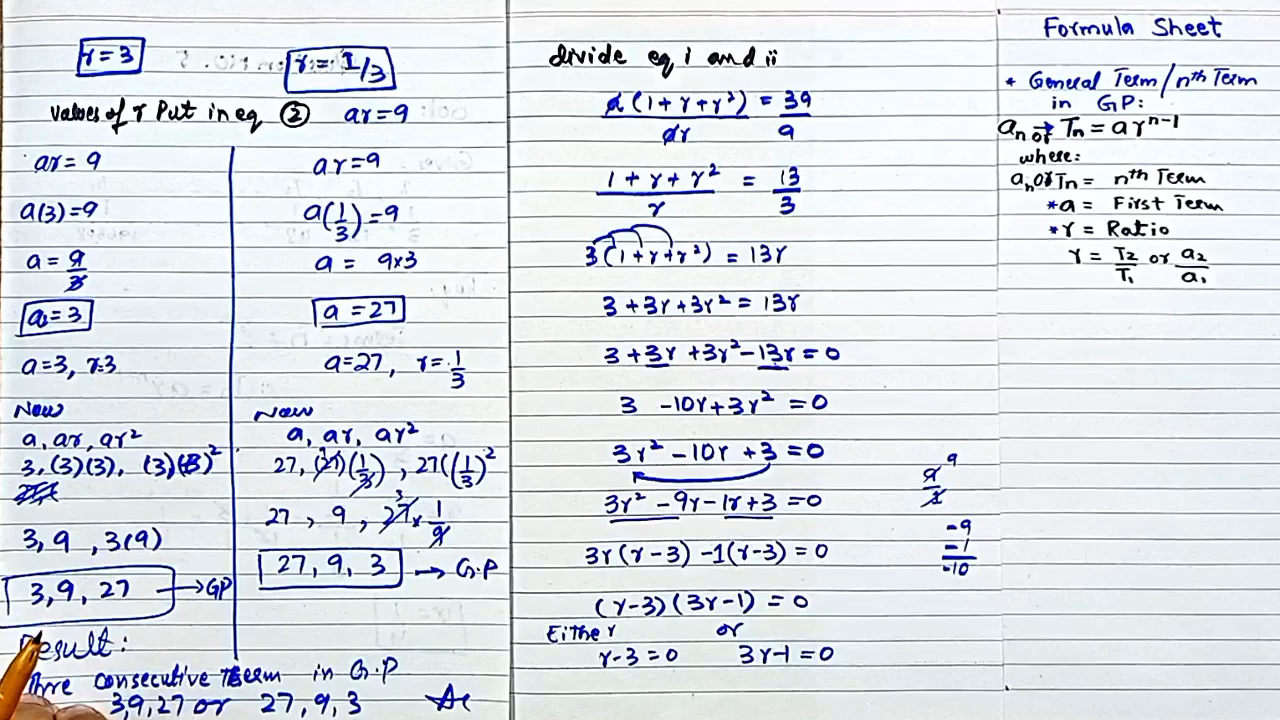 r = 3
r = 1/3
values of r Put in eq ② ar = 9
ar = 9
a(3) = 9
a = 9/3
a = 3
a=3, r=3
Now
a, ar, ar²
3, (3)(3), (3)(3)²
3, 9, 3(9)
3, 9, 27 → GP
ar = 9
a(1/3) = 9
a = 9×3
a = 27
a=27, r=1/3
Now
a, ar, ar²
27, (27)(1/3), 27(1/3)²
27, 9, 27 × 1/9
27, 9, 3 → G.P
Result:
Three consecutive Term in G.P
3,9,27 or 27,9,3
divide eq i and ii
a(1+r+r²)/ar = 39/9
1+r+r²/r = 13/3
3(1+r+r²) = 13r
3+3r+3r² = 13r
3+3r+3r²-13r = 0
3 -10r+3r² = 0
3r² -10r +3 = 0
3r² -9r -1r +3 = 0
3r(r-3) -1(r-3) = 0
(r-3)(3r-1) = 0
Either or
r-3=0 3r-1=0
9
-9
-1
-10
Formula Sheet
* General Term/nth Term
in GP:
an or Tn = ar^n-1
where:
an or Tn = nth Term
*a = First Term
*r = Ratio
r = T2/T1 or a2/a1